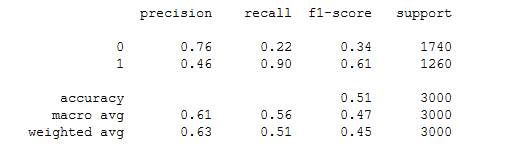 precision recall f1-score support
0 0.76 0.22 0.34 1740
1 0.46 0.90 0.61 1260
accuracy 0.51 3000
macro avg 0.61 0.56 0.47 3000
weighted avg 0.63 0.51 0.45 3000